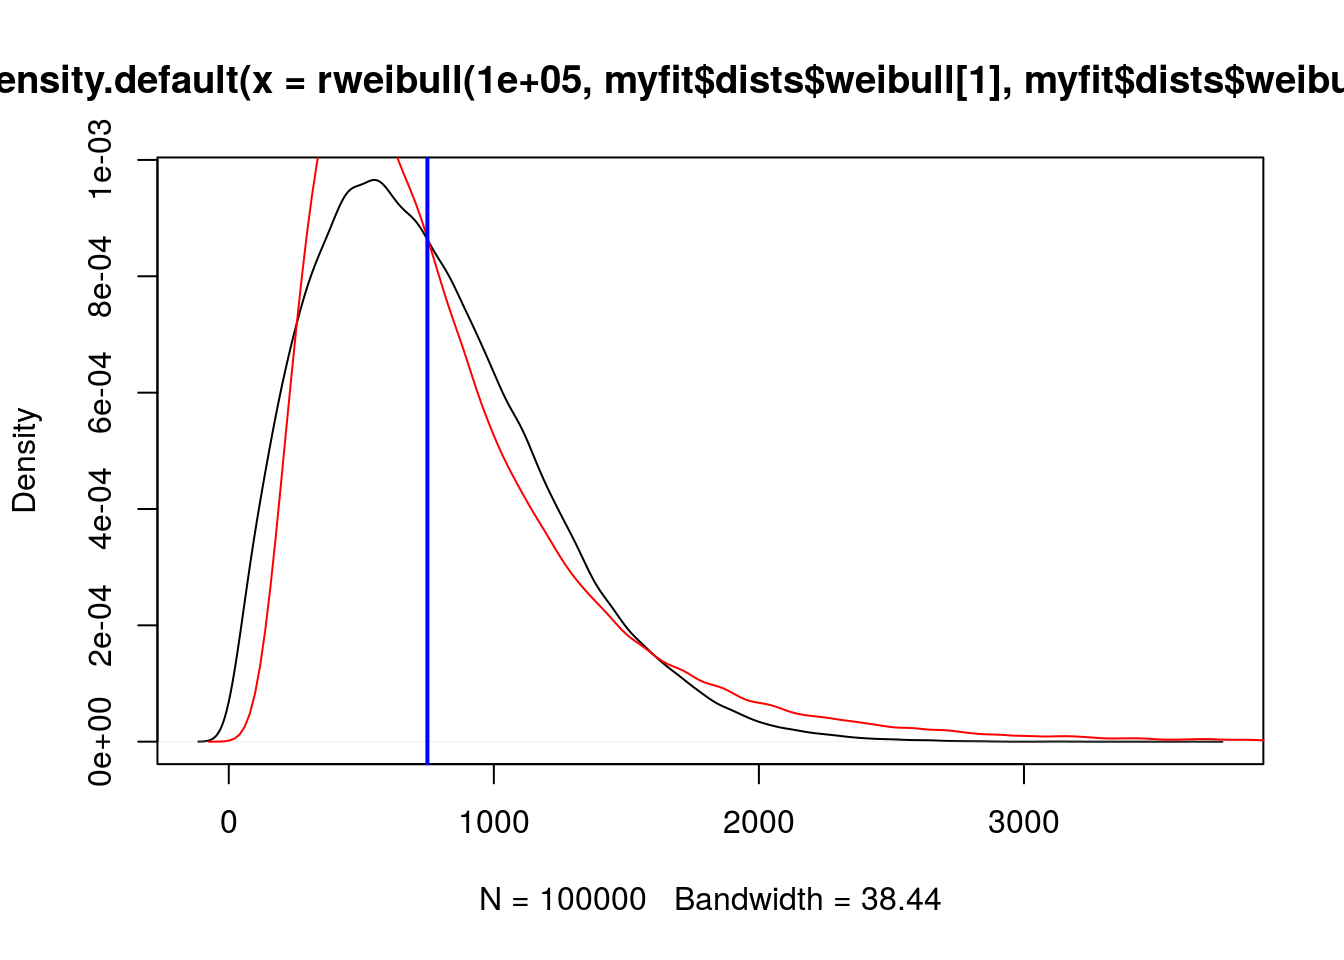 ensity.default(x = rweibull(1e+05, myfit$dists$weibull[1], myfit$dists$weibu
Density
1e-03
8e-04
6e-04
4e-04
2e-04
0e+00
0 1000 2000 3000
N = 100000 Bandwidth = 38.44